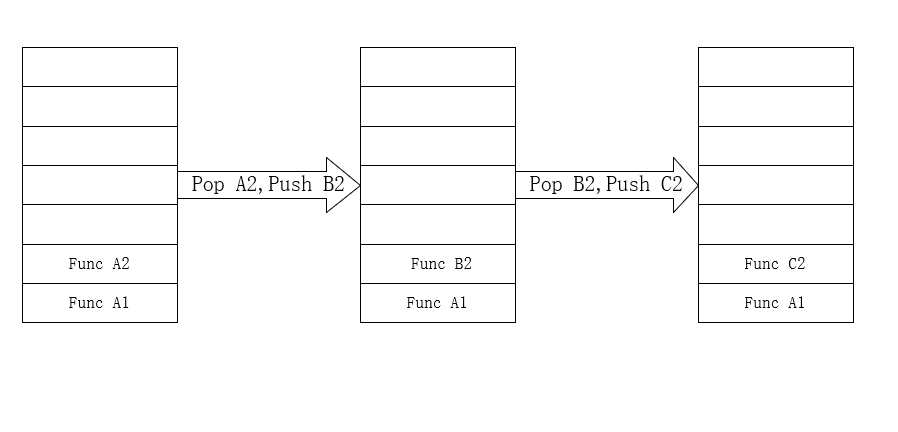 Pop A2,Push B2
Pop B2,Push C2
Func A2
Func B2
Func C2
Func A1
Func A1
Func A1